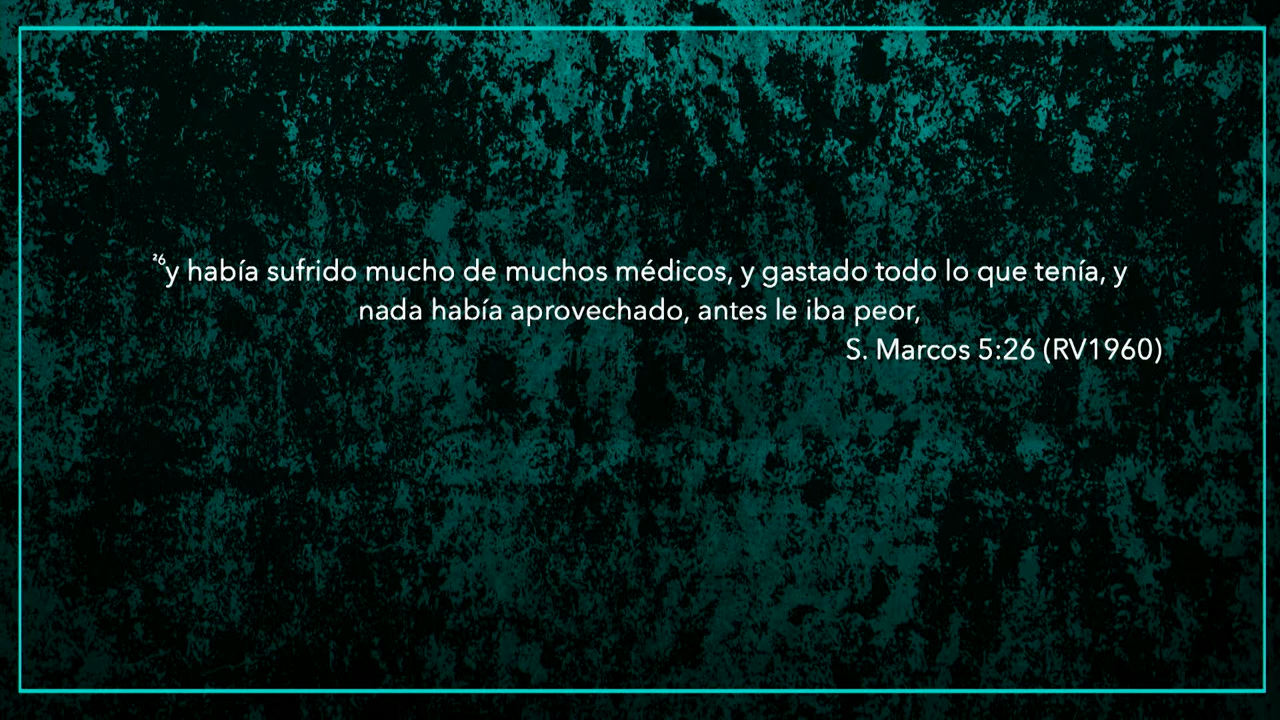 ²⁶y había sufrido mucho de muchos médicos, y gastado todo lo que tenía, y
nada había aprovechado, antes le iba peor,
S. Marcos 5:26 (RV1960)